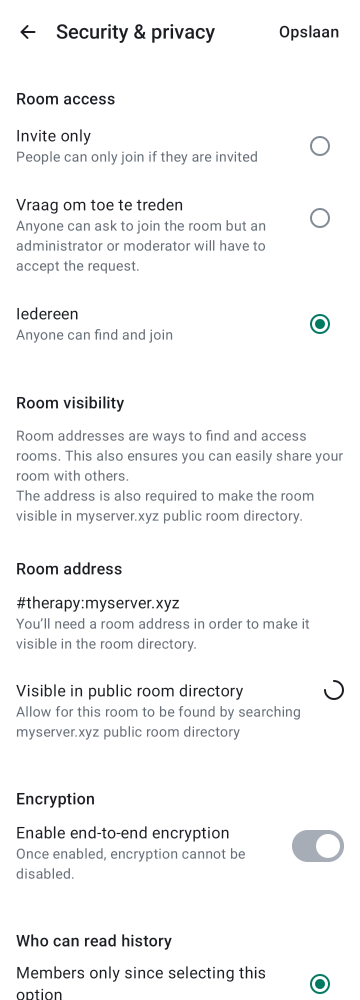 Security & privacy
Opslaan
Room access
Invite only
People can only join if they are invited
Vraag om toe te treden
Anyone can ask to join the room but an
administrator or moderator will have to
accept the request.
Iedereen
Anyone can find and join
Room visibility
Room addresses are ways to find and access
rooms. This also ensures you can easily share your
room with others.
The address is also required to make the room
visible in myserver.xyz public room directory.
Room address
#therapy:myserver.xyz
You’ll need a room address in order to make it
visible in the room directory.
Visible in public room directory
Allow for this room to be found by searching
myserver.xyz public room directory
Encryption
Enable end-to-end encryption
Once enabled, encryption cannot be
disabled.
Who can read history
Members only since selecting this
option